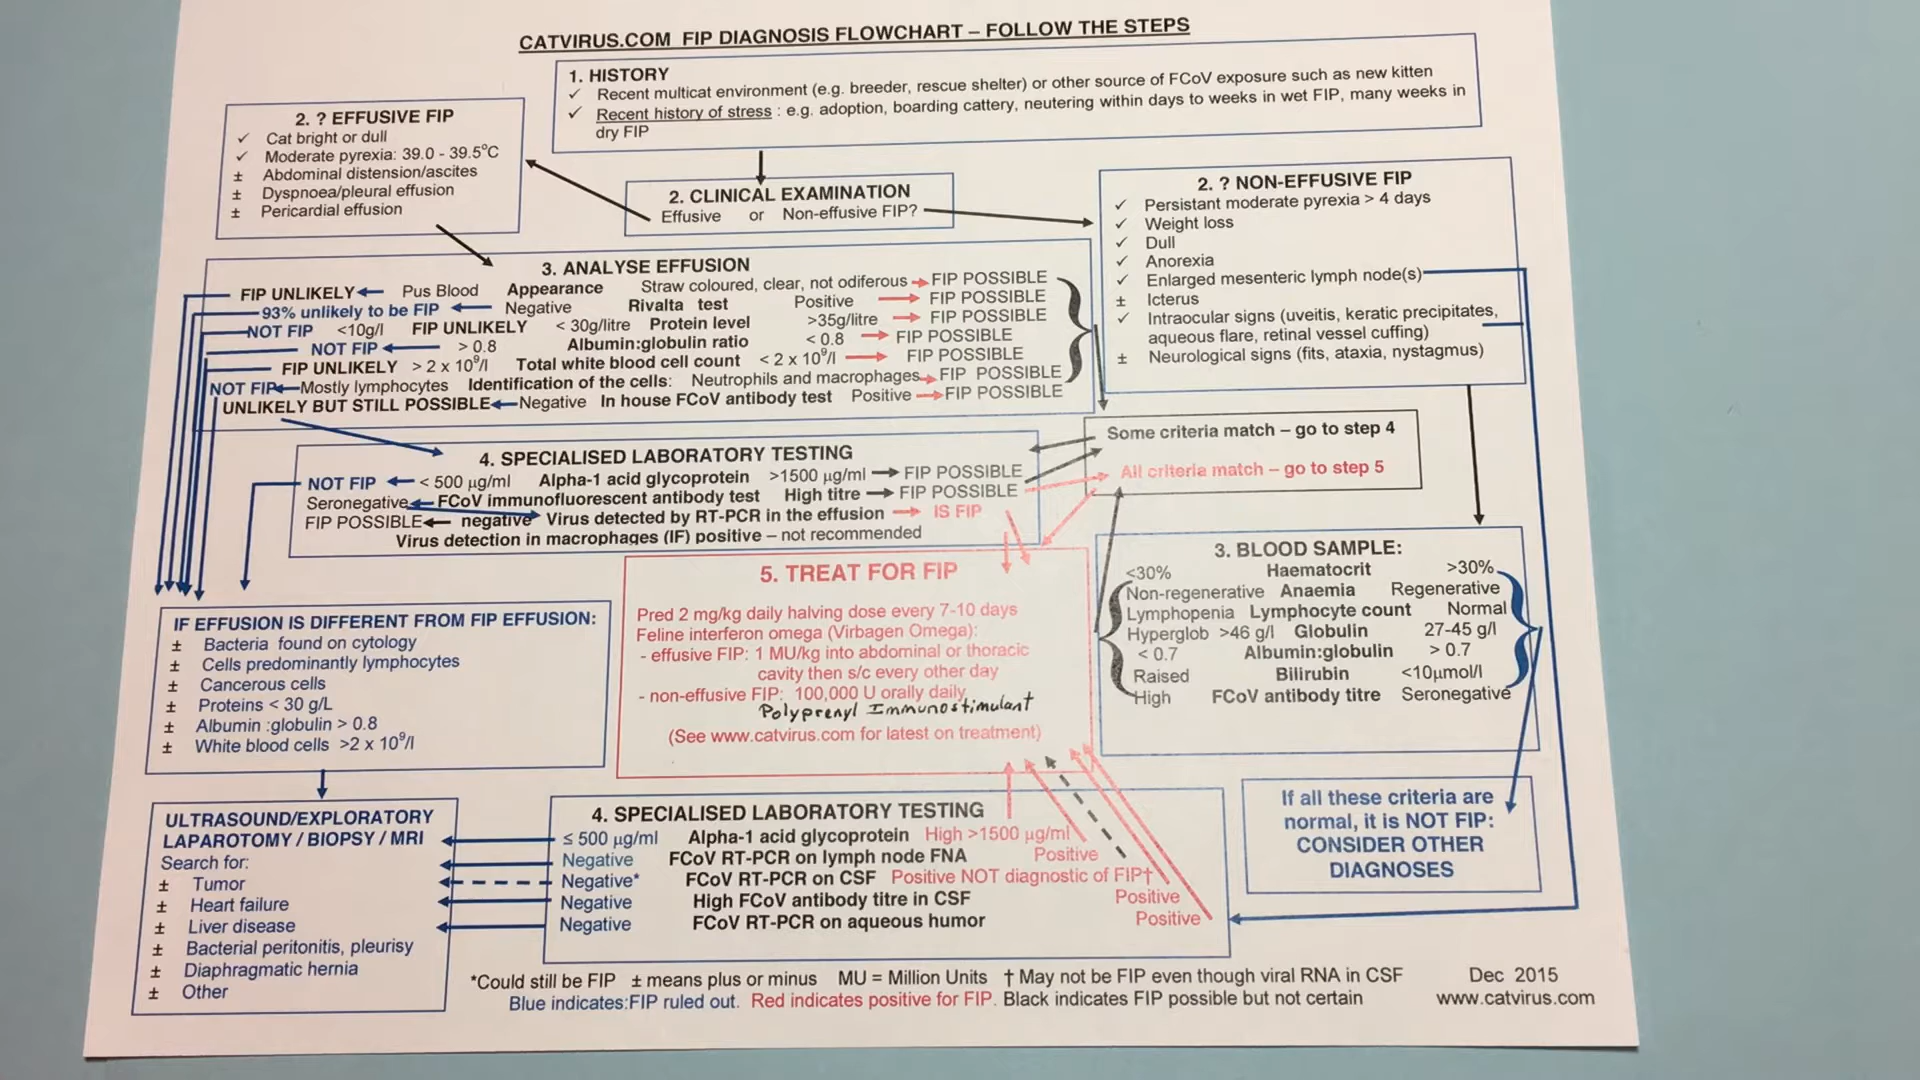 CATVIRUS.COM FIP DIAGNOSIS FLOWCHART – FOLLOW THE STEPS
1. HISTORY
✓ Recent multicat environment (e.g. breeder, rescue shelter) or other source of FCoV exposure such as new kitten
✓ Recent history of stress : e.g. adoption, boarding cattery, neutering within days to weeks in wet FIP, many weeks in
dry FIP
2. ? EFFUSIVE FIP
✓ Cat bright or dull
✓ Moderate pyrexia: 39.0 - 39.5°C
± Abdominal distension/ascites
± Dyspnoea/pleural effusion
± Pericardial effusion
2. CLINICAL EXAMINATION
Effusive or Non-effusive FIP?
2. ? NON-EFFUSIVE FIP
✓ Persistant moderate pyrexia > 4 days
✓ Weight loss
✓ Dull
✓ Anorexia
✓ Enlarged mesenteric lymph node(s)
± Icterus
✓ Intraocular signs (uveitis, keratic precipitates,
aqueous flare, retinal vessel cuffing)
± Neurological signs (fits, ataxia, nystagmus)
3. ANALYSE EFFUSION
FIP UNLIKELY Pus Blood Appearance Straw coloured, clear, not odiferous FIP POSSIBLE
93% unlikely to be FIP Negative Rivalta test Positive FIP POSSIBLE
NOT FIP <10g/l FIP UNLIKELY < 30g/litre Protein level >35g/litre FIP POSSIBLE
NOT FIP > 0.8 Albumin:globulin ratio < 0.8 FIP POSSIBLE
FIP UNLIKELY > 2 x 10⁹/l Total white blood cell count < 2 x 10⁹/l FIP POSSIBLE
NOT FIP Mostly lymphocytes Identification of the cells: Neutrophils and macrophages FIP POSSIBLE
UNLIKELY BUT STILL POSSIBLE Negative In house FCoV antibody test Positive FIP POSSIBLE
Some criteria match – go to step 4
All criteria match – go to step 5
4. SPECIALISED LABORATORY TESTING
NOT FIP < 500 µg/ml Alpha-1 acid glycoprotein >1500 µg/ml FIP POSSIBLE
Seronegative FCoV immunofluorescent antibody test High titre FIP POSSIBLE
FIP POSSIBLE negative Virus detected by RT-PCR in the effusion IS FIP
Virus detection in macrophages (IF) positive – not recommended
3. BLOOD SAMPLE:
<30% Haematocrit >30%
Non-regenerative Anaemia Regenerative
Lymphopenia Lymphocyte count Normal
Hyperglob >46 g/l Globulin 27-45 g/l
< 0.7 Albumin:globulin > 0.7
Raised Bilirubin <10µmol/l
High FCoV antibody titre Seronegative
5. TREAT FOR FIP
Pred 2 mg/kg daily halving dose every 7-10 days
Feline interferon omega (Virbagen Omega):
- effusive FIP: 1 MU/kg into abdominal or thoracic
cavity then s/c every other day
- non-effusive FIP: 100,000 U orally daily
Polyprenyl Immunostimulant
(See www.catvirus.com for latest on treatment)
IF EFFUSION IS DIFFERENT FROM FIP EFFUSION:
± Bacteria found on cytology
± Cells predominantly lymphocytes
± Cancerous cells
± Proteins < 30 g/L
± Albumin :globulin > 0.8
± White blood cells >2 x 10⁹/l
ULTRASOUND/EXPLORATORY
LAPAROTOMY / BIOPSY / MRI
Search for:
± Tumor
± Heart failure
± Liver disease
± Bacterial peritonitis, pleurisy
± Diaphragmatic hernia
± Other
4. SPECIALISED LABORATORY TESTING
≤ 500 µg/ml Alpha-1 acid glycoprotein High >1500 µg/ml
Negative FCoV RT-PCR on lymph node FNA Positive
Negative* FCoV RT-PCR on CSF Positive NOT diagnostic of FIP†
Negative High FCoV antibody titre in CSF Positive
Negative FCoV RT-PCR on aqueous humor Positive
If all these criteria are
normal, it is NOT FIP:
CONSIDER OTHER
DIAGNOSES
*Could still be FIP ± means plus or minus MU = Million Units † May not be FIP even though viral RNA in CSF
Blue indicates:FIP ruled out. Red indicates positive for FIP. Black indicates FIP possible but not certain
Dec 2015
www.catvirus.com